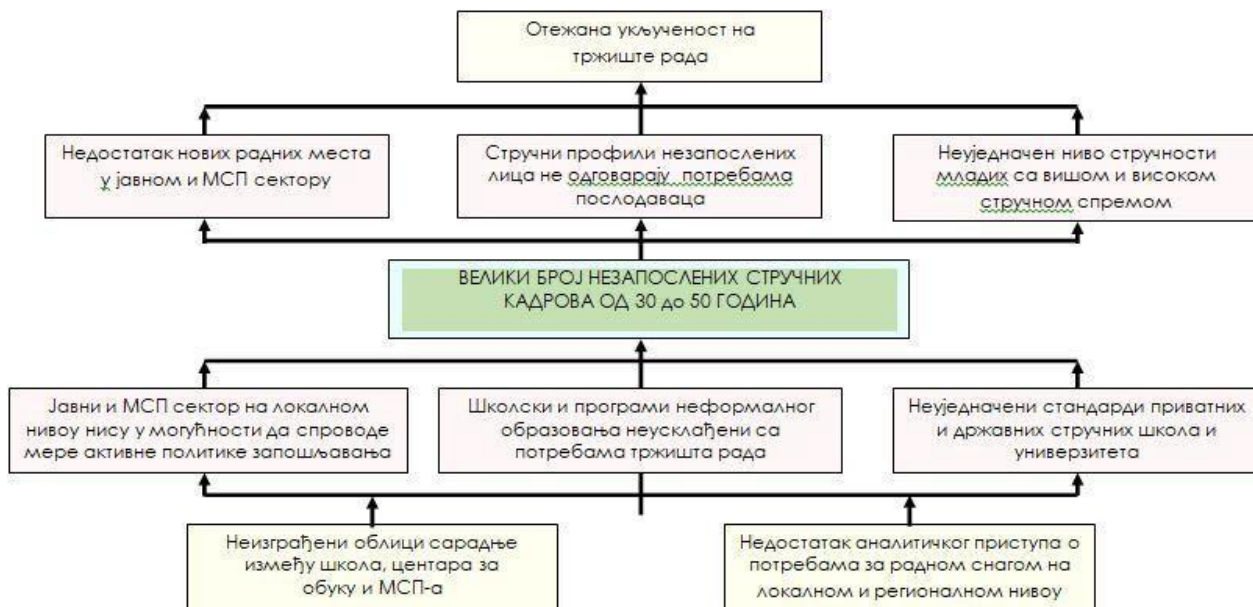 Отежана укљученост на
тржиште рада
Недостатак нових радних места
у јавном и МСП сектору
Стручни профили незапослених
лица не одговарају потребама
послодаваца
Неуједначен ниво стручности
младих са вишом и високом
стручном спремом
ВЕЛИКИ БРОЈ НЕЗАПОСЛЕНИХ СТРУЧНИХ
КАДРОВА ОД 30 до 50 ГОДИНА
Јавни и МСП сектор на локалном
нивоу нису у могућности да спроводе
мере активне политике запошљавања
Школски и програми неформалног
образовања неусклађени са
потребама тржишта рада
Неуједначени стандарди приватних
и државних стручних школа и
универзитета
Неизграђени облици сарадње
између школа, центара за
обуку и МСП-а
Недостатак аналитичког приступа о
потребама за радном снагом на
локалном и регионалном нивоу